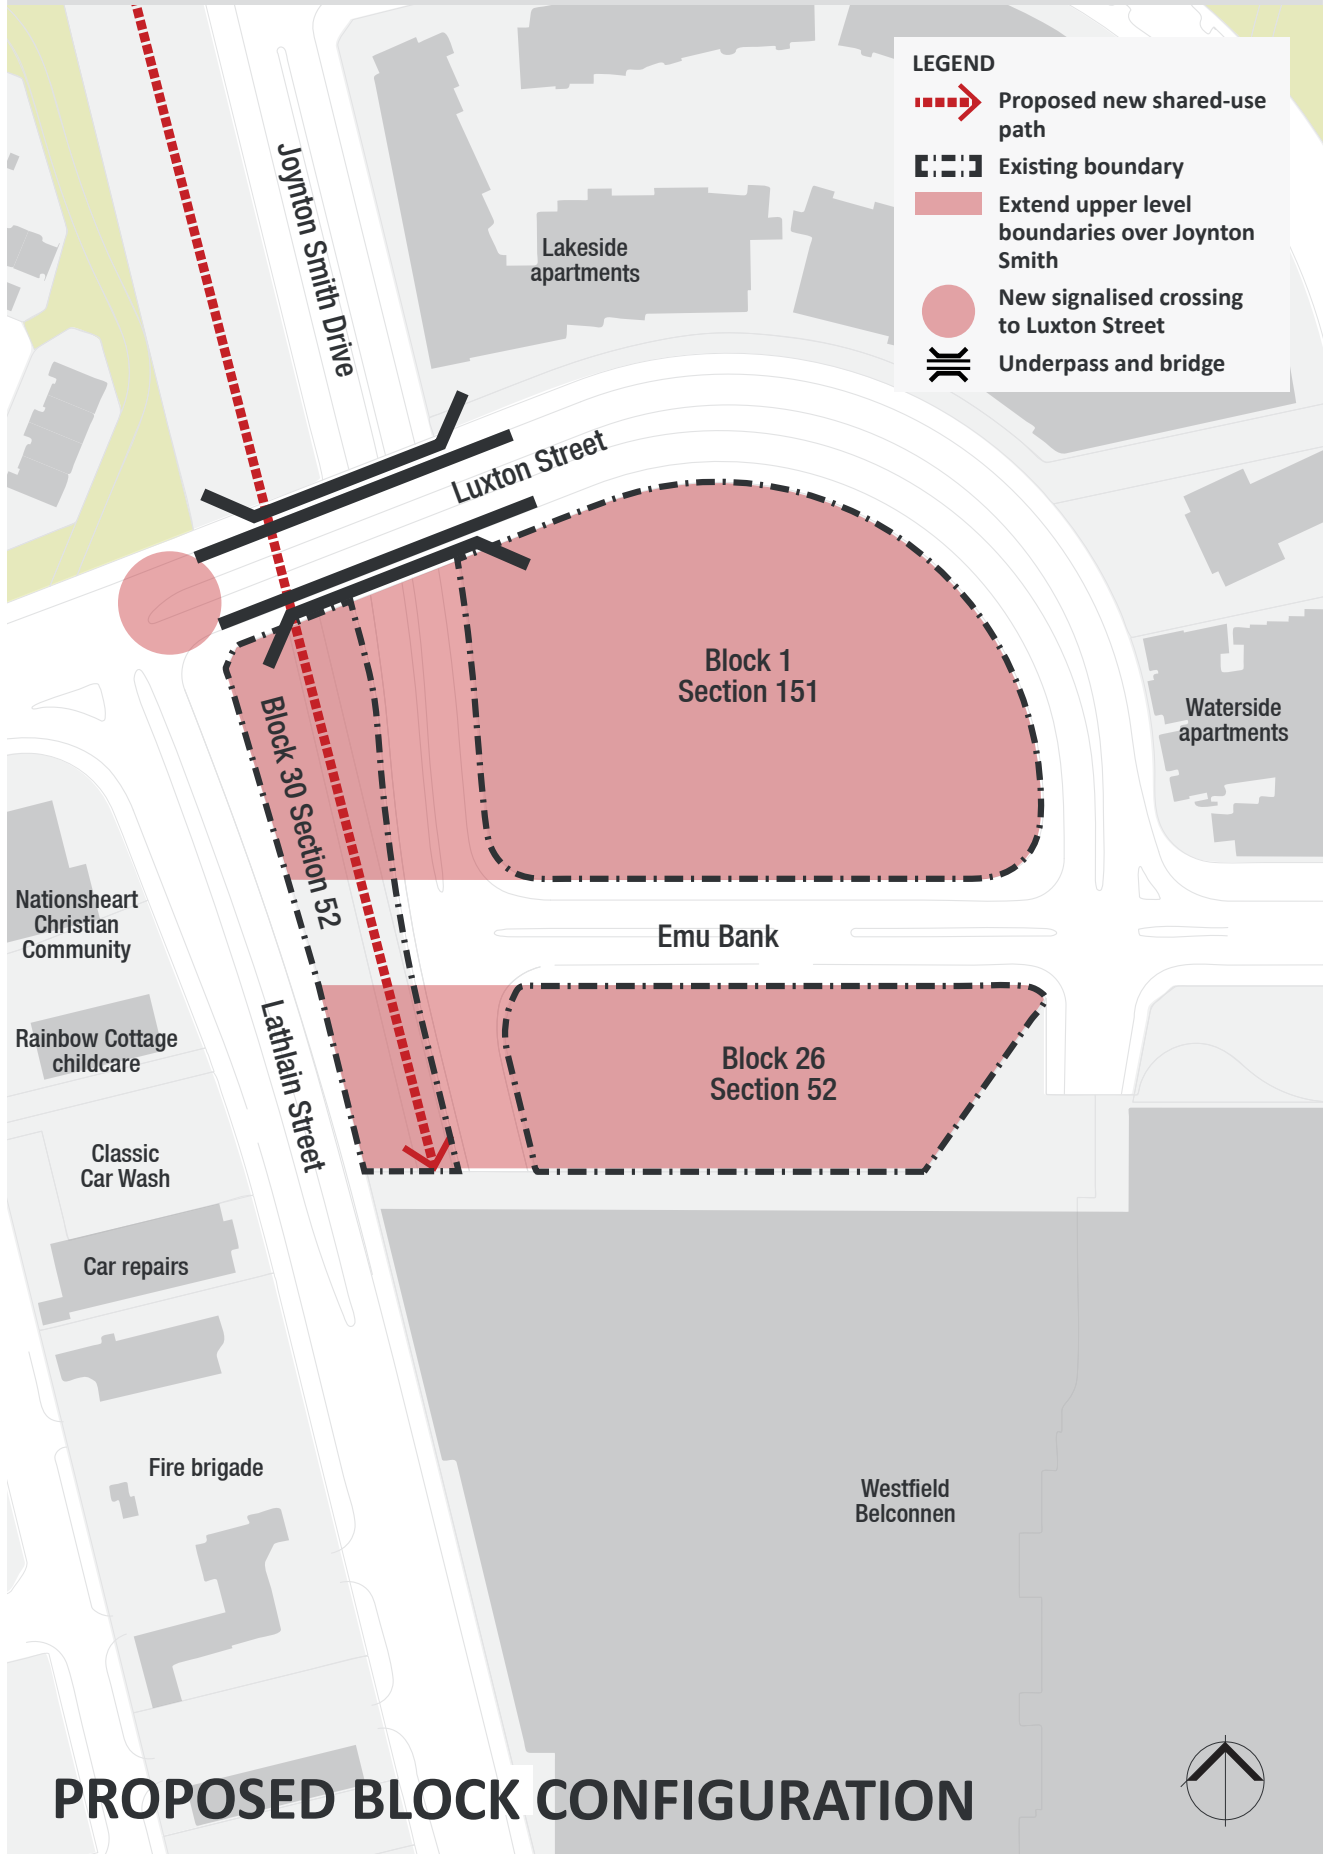 LEGEND
Proposed new shared-use
path
Existing boundary
Extend upper level
boundaries over Joynton
Smith
New signalised crossing
to Luxton Street
Underpass and bridge
Joynton Smith Drive
Lakeside
apartments
Luxton Street
Block 1
Section 151
Waterside
apartments
Block 30 Section 52
Nationsheart
Christian
Community
Emu Bank
Rainbow Cottage
childcare
Lathlain Street
Block 26
Section 52
Classic
Car Wash
Car repairs
Fire brigade
Westfield
Belconnen
PROPOSED BLOCK CONFIGURATION